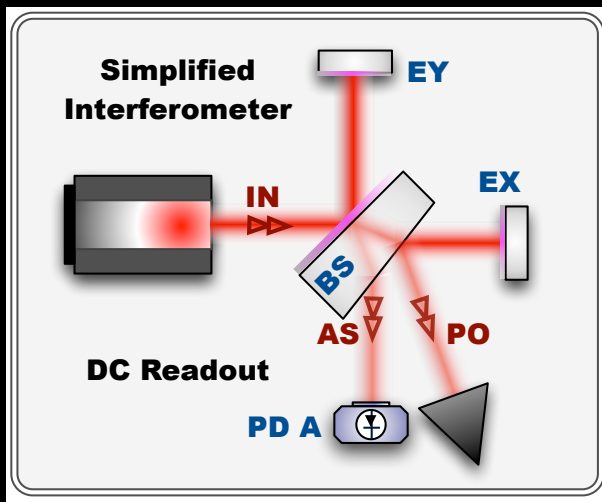 Simplified
Interferometer
EY
EX
IN
BS
AS
PO
DC Readout
PD A